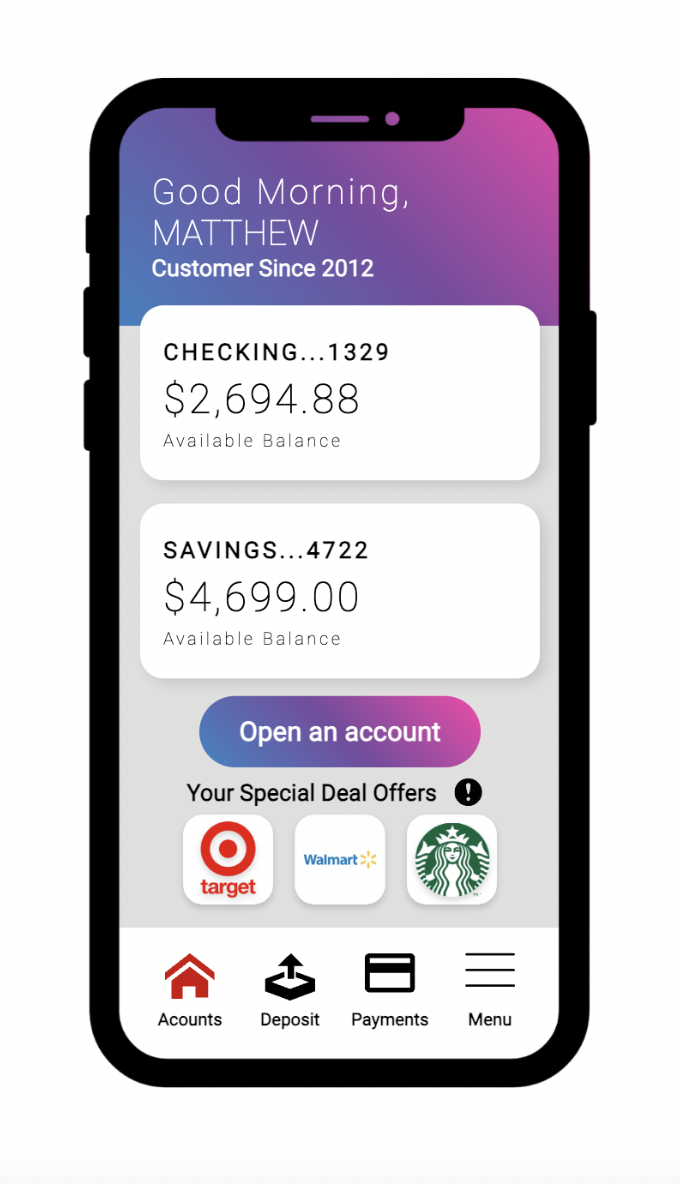 Good Morning,
MATTHEW
Customer Since 2012
CHECKING...1329
$2,694.88
Available Balance
SAVINGS...4722
$4,699.00
Available Balance
Open an account
Your Special Deal Offers !
target
Walmart
Acounts
Deposit
Payments
Menu